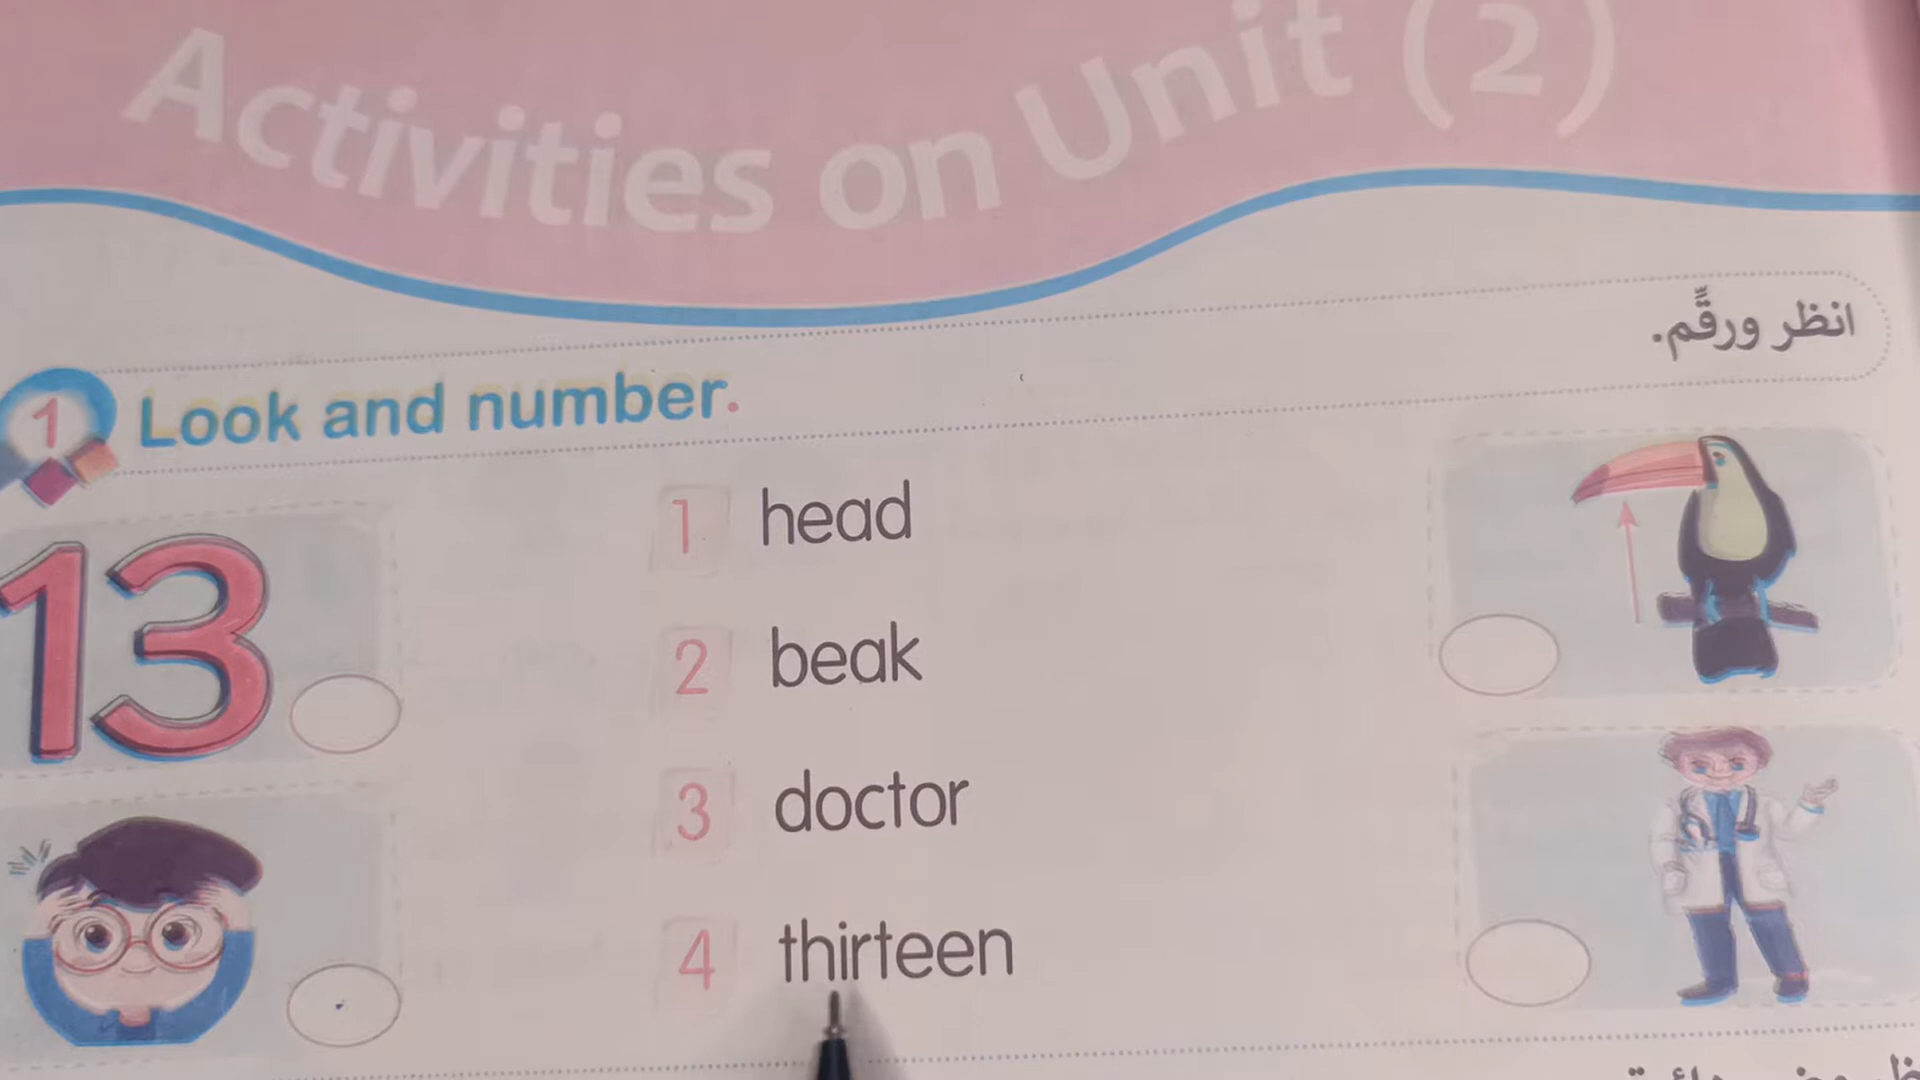 Activities on Unit (2)
انظر ورقِّم.
1 Look and number.
13
1 head
2 beak
3 doctor
4 thirteen